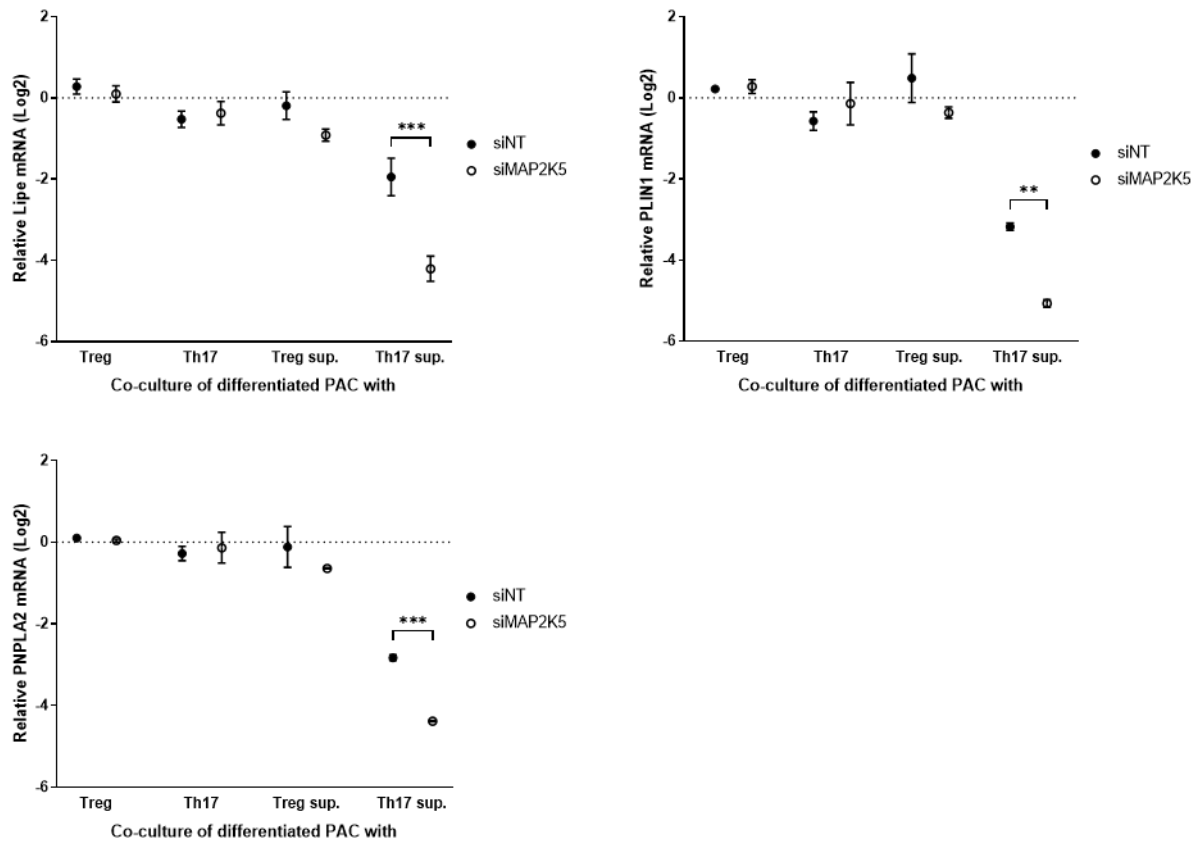 Relative Lipe mRNA (Log2)
2
0
-2
-4
-6
***
siNT
siMAP2K5
Treg Th17 Treg sup. Th17 sup.
Co-culture of differentiated PAC with
Relative PLIN1 mRNA (Log2)
2
0
-2
-4
-6
**
siNT
siMAP2K5
Treg Th17 Treg sup. Th17 sup.
Co-culture of differentiated PAC with
Relative PNPLA2 mRNA (Log2)
2
0
-2
-4
-6
***
siNT
siMAP2K5
Treg Th17 Treg sup. Th17 sup.
Co-culture of differentiated PAC with